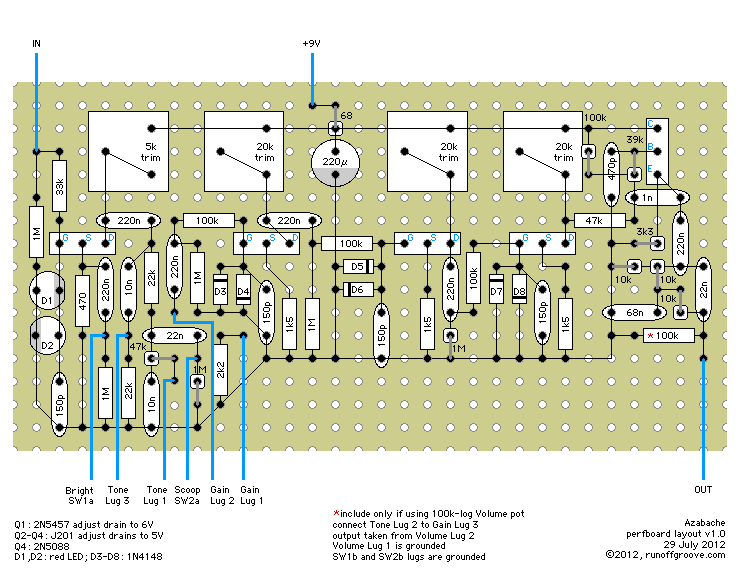 IN
+9V
68
100k
5k
trim
20k
trim
220µ
20k
trim
20k
trim
C
B
E
39k
470p
33k
1n
1M
220n
100k
220n
47k
G S D
G S D
100k
G S D
G S D
3k3
220n
D1
470
220n
10n
22k
220n
1M
D3
D4
150p
1k5
1M
D5
D6
150p
220n
100k
D7
D8
150p
1k5
10k
10k
10k
22n
68n
D2
47k
22n
1M
*100k
150p
1M
22k
10n
1M
2k2
Bright
SW1a
Tone
Lug 3
Tone
Lug 1
Scoop
SW2a
Gain
Lug 2
Gain
Lug 1
OUT
Q1: 2N5457 adjust drain to 6V
Q2-Q4: J201 adjust drains to 5V
Q4: 2N5088
D1,D2: red LED; D3-D8: 1N4148
*include only if using 100k-log Volume pot
connect Tone Lug 2 to Gain Lug 3
output taken from Volume Lug 2
Volume Lug 1 is grounded
SW1b and SW2b lugs are grounded
Azabache
perfboard layout v1.0
29 July 2012
©2012, runoffgroove.com